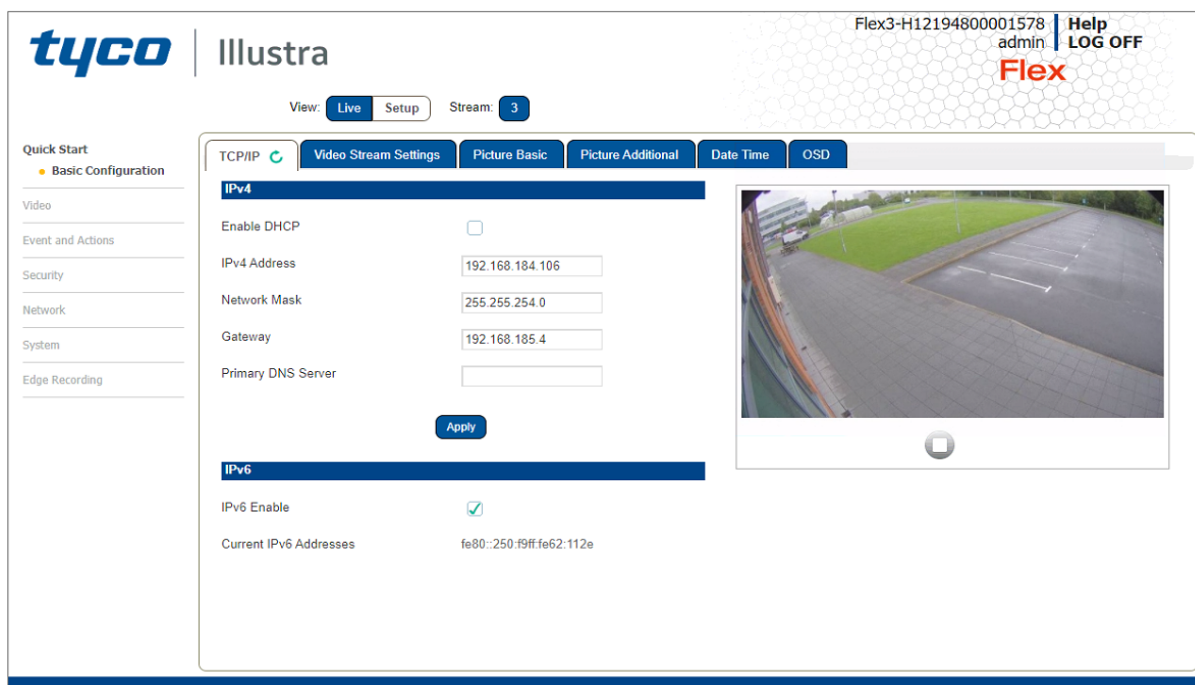 tyco
Illustra
Flex3-H12194800001578 Help
admin LOG OFF
Flex
View: Live Setup Stream: 3
Quick Start
Basic Configuration
Video
Event and Actions
Security
Network
System
Edge Recording
TCP/IP Video Stream Settings Picture Basic Picture Additional Date Time OSD
IPv4
Enable DHCP
IPv4 Address 192.168.184.106
Network Mask 255.255.254.0
Gateway 192.168.185.4
Primary DNS Server
Apply
IPv6
IPv6 Enable
Current IPv6 Addresses fe80::250:f9ff:fe62:112e